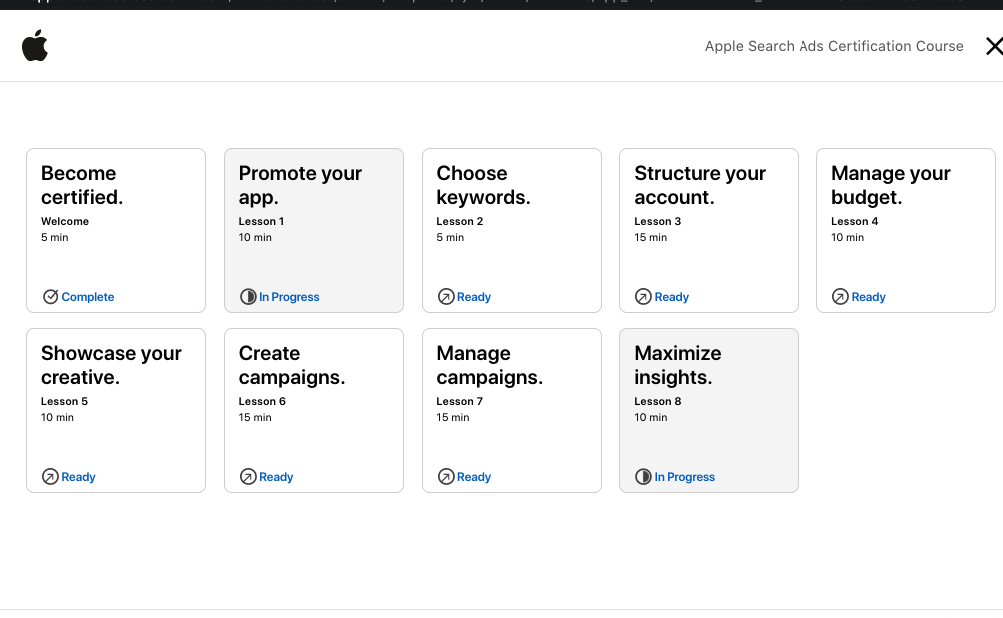 Apple Search Ads Certification Course
Become
certified.
Welcome
5 min
Complete
Promote your
app.
Lesson 1
10 min
In Progress
Choose
keywords.
Lesson 2
5 min
Ready
Structure your
account.
Lesson 3
15 min
Ready
Manage your
budget.
Lesson 4
10 min
Ready
Showcase your
creative.
Lesson 5
10 min
Ready
Create
campaigns.
Lesson 6
15 min
Ready
Manage
campaigns.
Lesson 7
15 min
Ready
Maximize
insights.
Lesson 8
10 min
In Progress